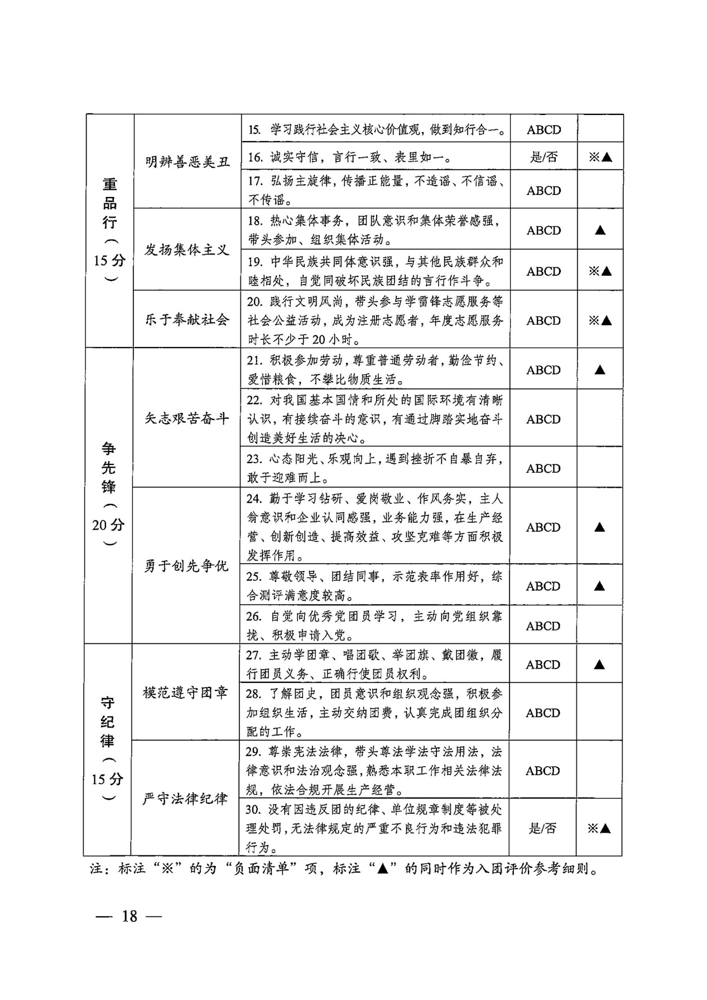 重品行（15分）
明辨善恶美丑
15. 学习践行社会主义核心价值观，做到知行合一。
ABCD
16. 诚实守信，言行一致、表里如一。
是/否
※▲
17. 弘扬主旋律，传播正能量，不造谣、不信谣、
不传谣。
ABCD
发扬集体主义
18. 热心集体事务，团队意识和集体荣誉感强，
带头参加、组织集体活动。
ABCD
▲
19. 中华民族共同体意识强，与其他民族群众和
睦相处，自觉同破坏民族团结的言行作斗争。
ABCD
※▲
乐于奉献社会
20. 践行文明风尚，带头参与学雷锋志愿服务等
社会公益活动，成为注册志愿者，年度志愿服务
时长不少于20小时。
ABCD
※▲
争先锋（20分）
矢志艰苦奋斗
21. 积极参加劳动，尊重普通劳动者，勤俭节约、
爱惜粮食，不攀比物质生活。
ABCD
▲
22. 对我国基本国情和所处的国际环境有清晰
认识，有接续奋斗的意识，有通过脚踏实地奋斗
创造美好生活的决心。
ABCD
23. 心态阳光、乐观向上，遇到挫折不自暴自弃，
敢于迎难而上。
ABCD
勇于创先争优
24. 勤于学习钻研、爱岗敬业、作风务实，主人
翁意识和企业认同感强，业务能力强，在生产经
营、创新创造、提高效益、攻坚克难等方面积极
发挥作用。
ABCD
▲
25. 尊敬领导、团结同事，示范表率作用好，综
合测评满意度较高。
ABCD
▲
26. 自觉向优秀党团员学习，主动向党组织靠
拢、积极申请入党。
ABCD
守纪律（15分）
模范遵守团章
27. 主动学团章、唱团歌、举团旗、戴团徽，履
行团员义务、正确行使团员权利。
ABCD
▲
28. 了解团史，团员意识和组织观念强，积极参
加组织生活，主动交纳团费，认真完成团组织分
配的工作。
ABCD
严守法律纪律
29. 尊崇宪法法律，带头尊法学法守法用法，法
律意识和法治观念强，熟悉本职工作相关法律法
规，依法合规开展生产经营。
ABCD
30. 没有因违反团的纪律、单位规章制度等被处
理处罚，无法律规定的严重不良行为和违法犯罪
行为。
是/否
※▲
注：标注“※”的为“负面清单”项，标注“▲”的同时作为入团评价参考细则。
— 18 —